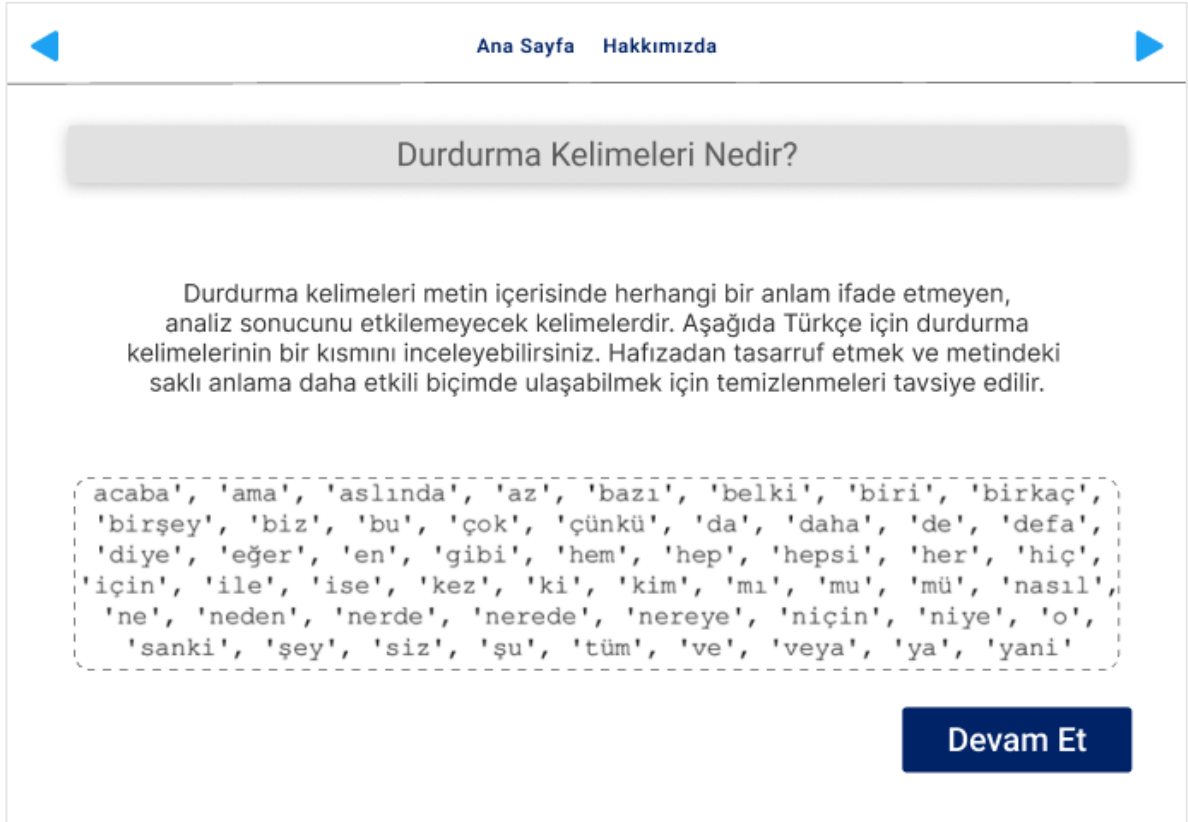 Ana Sayfa Hakkımızda
Durdurma Kelimeleri Nedir?
Durdurma kelimeleri metin içerisinde herhangi bir anlam ifade etmeyen,
analiz sonucunu etkilemeyecek kelimelerdir. Aşağıda Türkçe için durdurma
kelimelerinin bir kısmını inceleyebilirsiniz. Hafızadan tasarruf etmek ve metindeki
saklı anlama daha etkili biçimde ulaşabilmek için temizlenmeleri tavsiye edilir.
acaba', 'ama', 'aslında', 'az', 'bazı', 'belki', 'biri', 'birkaç',
'birşey', 'biz', 'bu', 'çok', 'çünkü', 'da', 'daha', 'de', 'defa',
'diye', 'eğer', 'en', 'gibi', 'hem', 'hep', 'hepsi', 'her', 'hiç',
'için', 'ile', 'ise', 'kez', 'ki', 'kim', 'mı', 'mu', 'mü', 'nasıl',
'ne', 'neden', 'nerde', 'nerede', 'nereye', 'niçin', 'niye', 'o',
'sanki', 'şey', 'siz', 'şu', 'tüm', 've', 'veya', 'ya', 'yani'
Devam Et